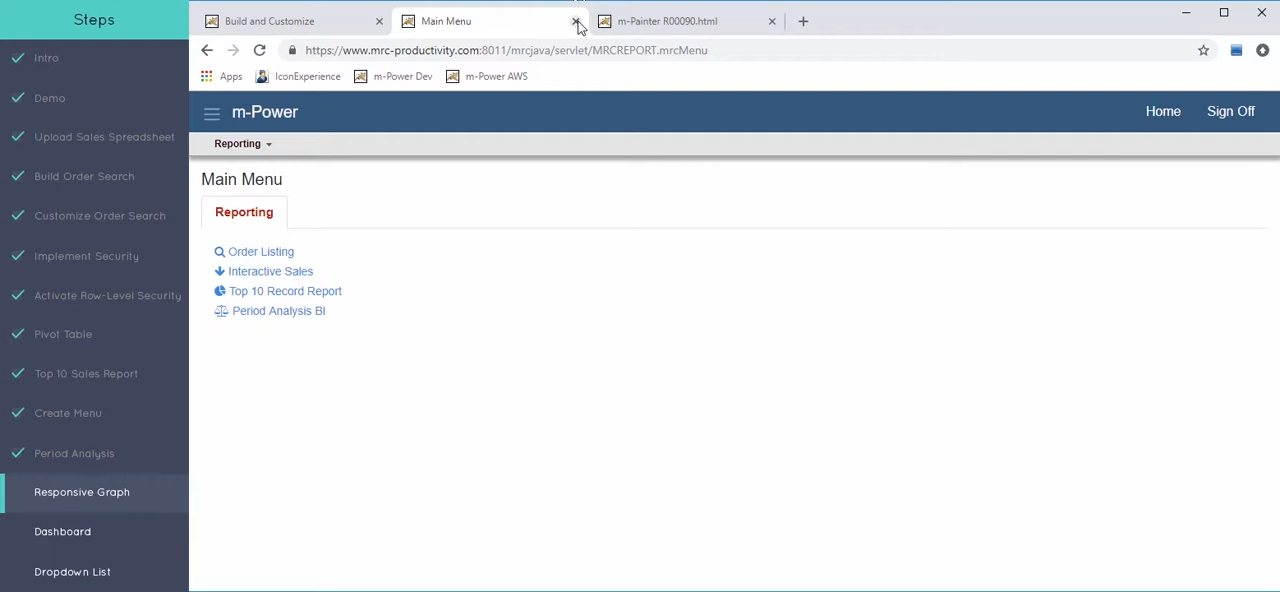 Steps
Intro
Demo
Upload Sales Spreadsheet
Build Order Search
Customize Order Search
Implement Security
Activate Row-Level Security
Pivot Table
Top 10 Sales Report
Create Menu
Period Analysis
Responsive Graph
Dashboard
Dropdown List
Build and Customize
Main Menu
m-Painter R00090.html
https://www.mrc-productivity.com:8011/mrcjava/servlet/MRCREPORT.mrcMenu
Apps IconExperience m-Power Dev m-Power AWS
m-Power Home Sign Off
Reporting
Main Menu
Reporting
Order Listing
Interactive Sales
Top 10 Record Report
Period Analysis BI